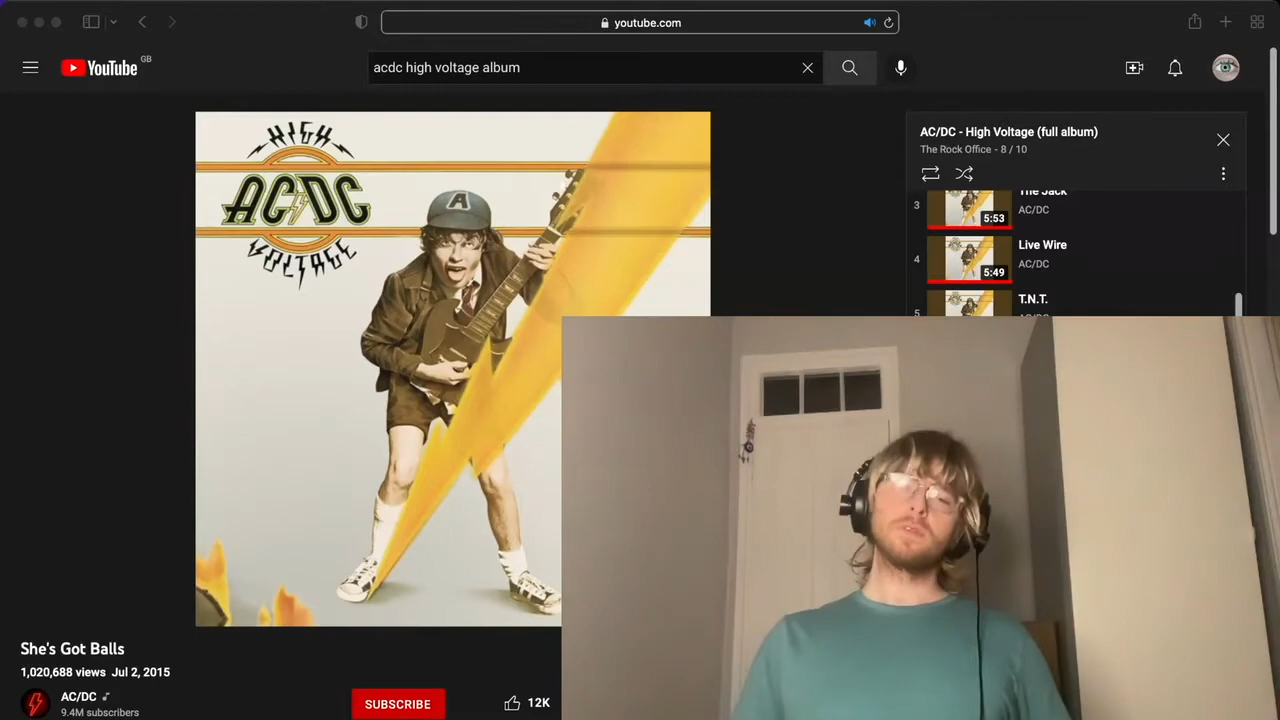 youtube.com
YouTube GB
acdc high voltage album
HIGH
AC/DC
VOLTAGE
A
AC/DC - High Voltage (full album)
The Rock Office - 8 / 10
3
The Jack
AC/DC
5:53
4
Live Wire
AC/DC
5:49
5
T.N.T.
She's Got Balls
1,020,688 views Jul 2, 2015
AC/DC
9.4M subscribers
SUBSCRIBE
12K